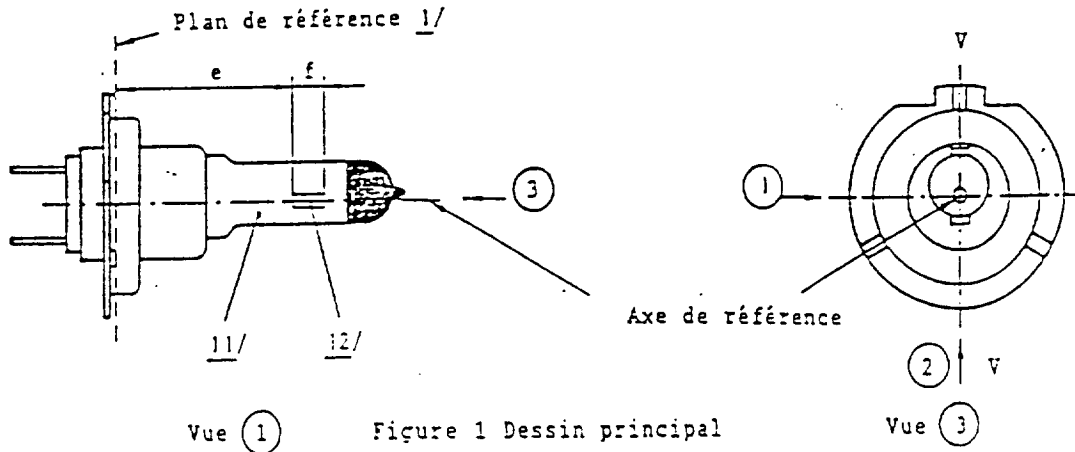 Plan de référence 1/
e
f
V
3
1
Axe de référence
11/
12/
2
V
Vue 1
Figure 1 Dessin principal
Vue 3